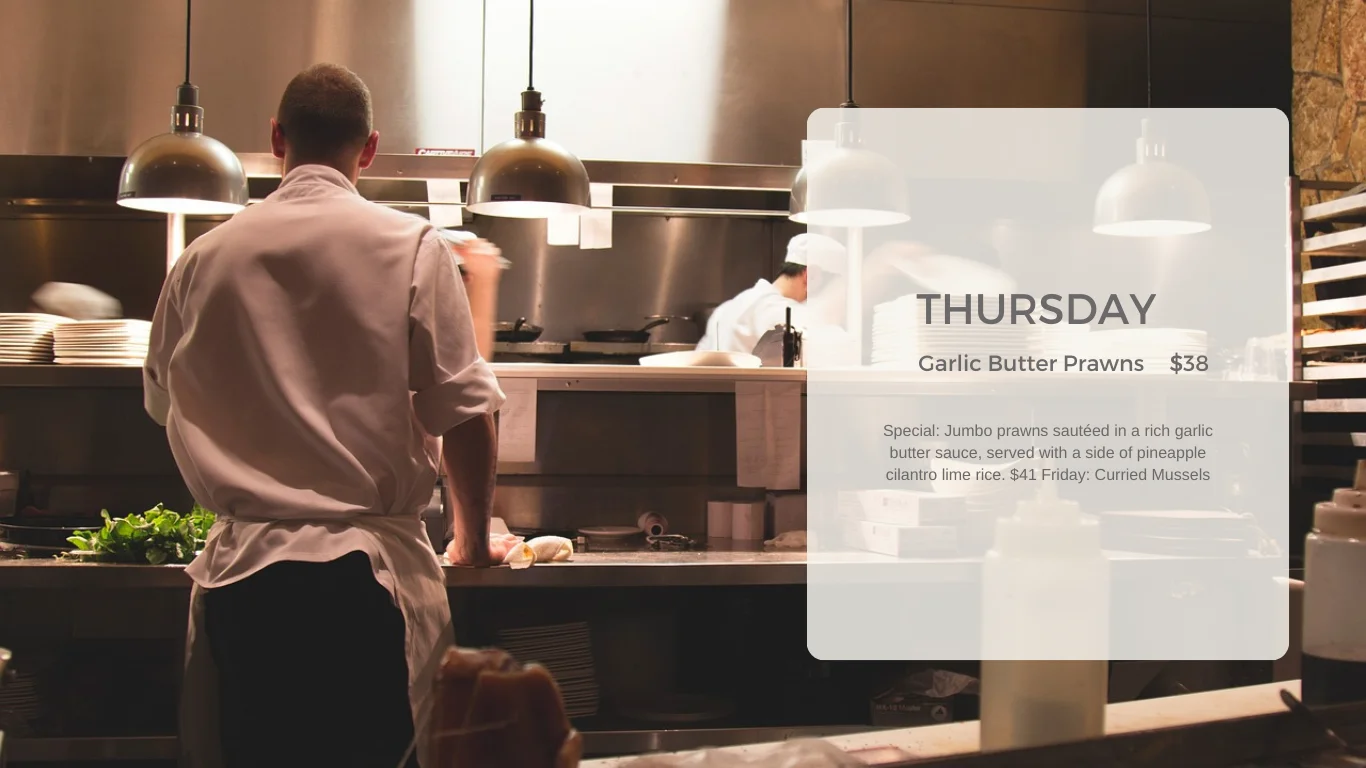 THURSDAY
Garlic Butter Prawns $38
Special: Jumbo prawns sautéed in a rich garlic
butter sauce, served with a side of pineapple
cilantro lime rice. $41 Friday: Curried Mussels